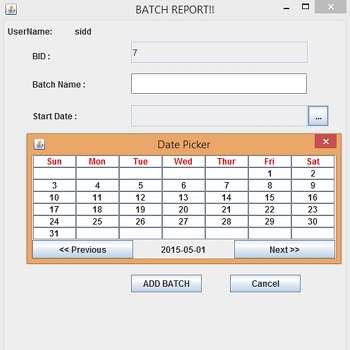 BATCH REPORT!!
UserName: sidd
BID : 7
Batch Name :
Start Date : ...
Date Picker
Sun Mon Tue Wed Thur Fri Sat
1 2
3 4 5 6 7 8 9
10 11 12 13 14 15 16
17 18 19 20 21 22 23
24 25 26 27 28 29 30
31
<< Previous 2015-05-01 Next >>
ADD BATCH Cancel